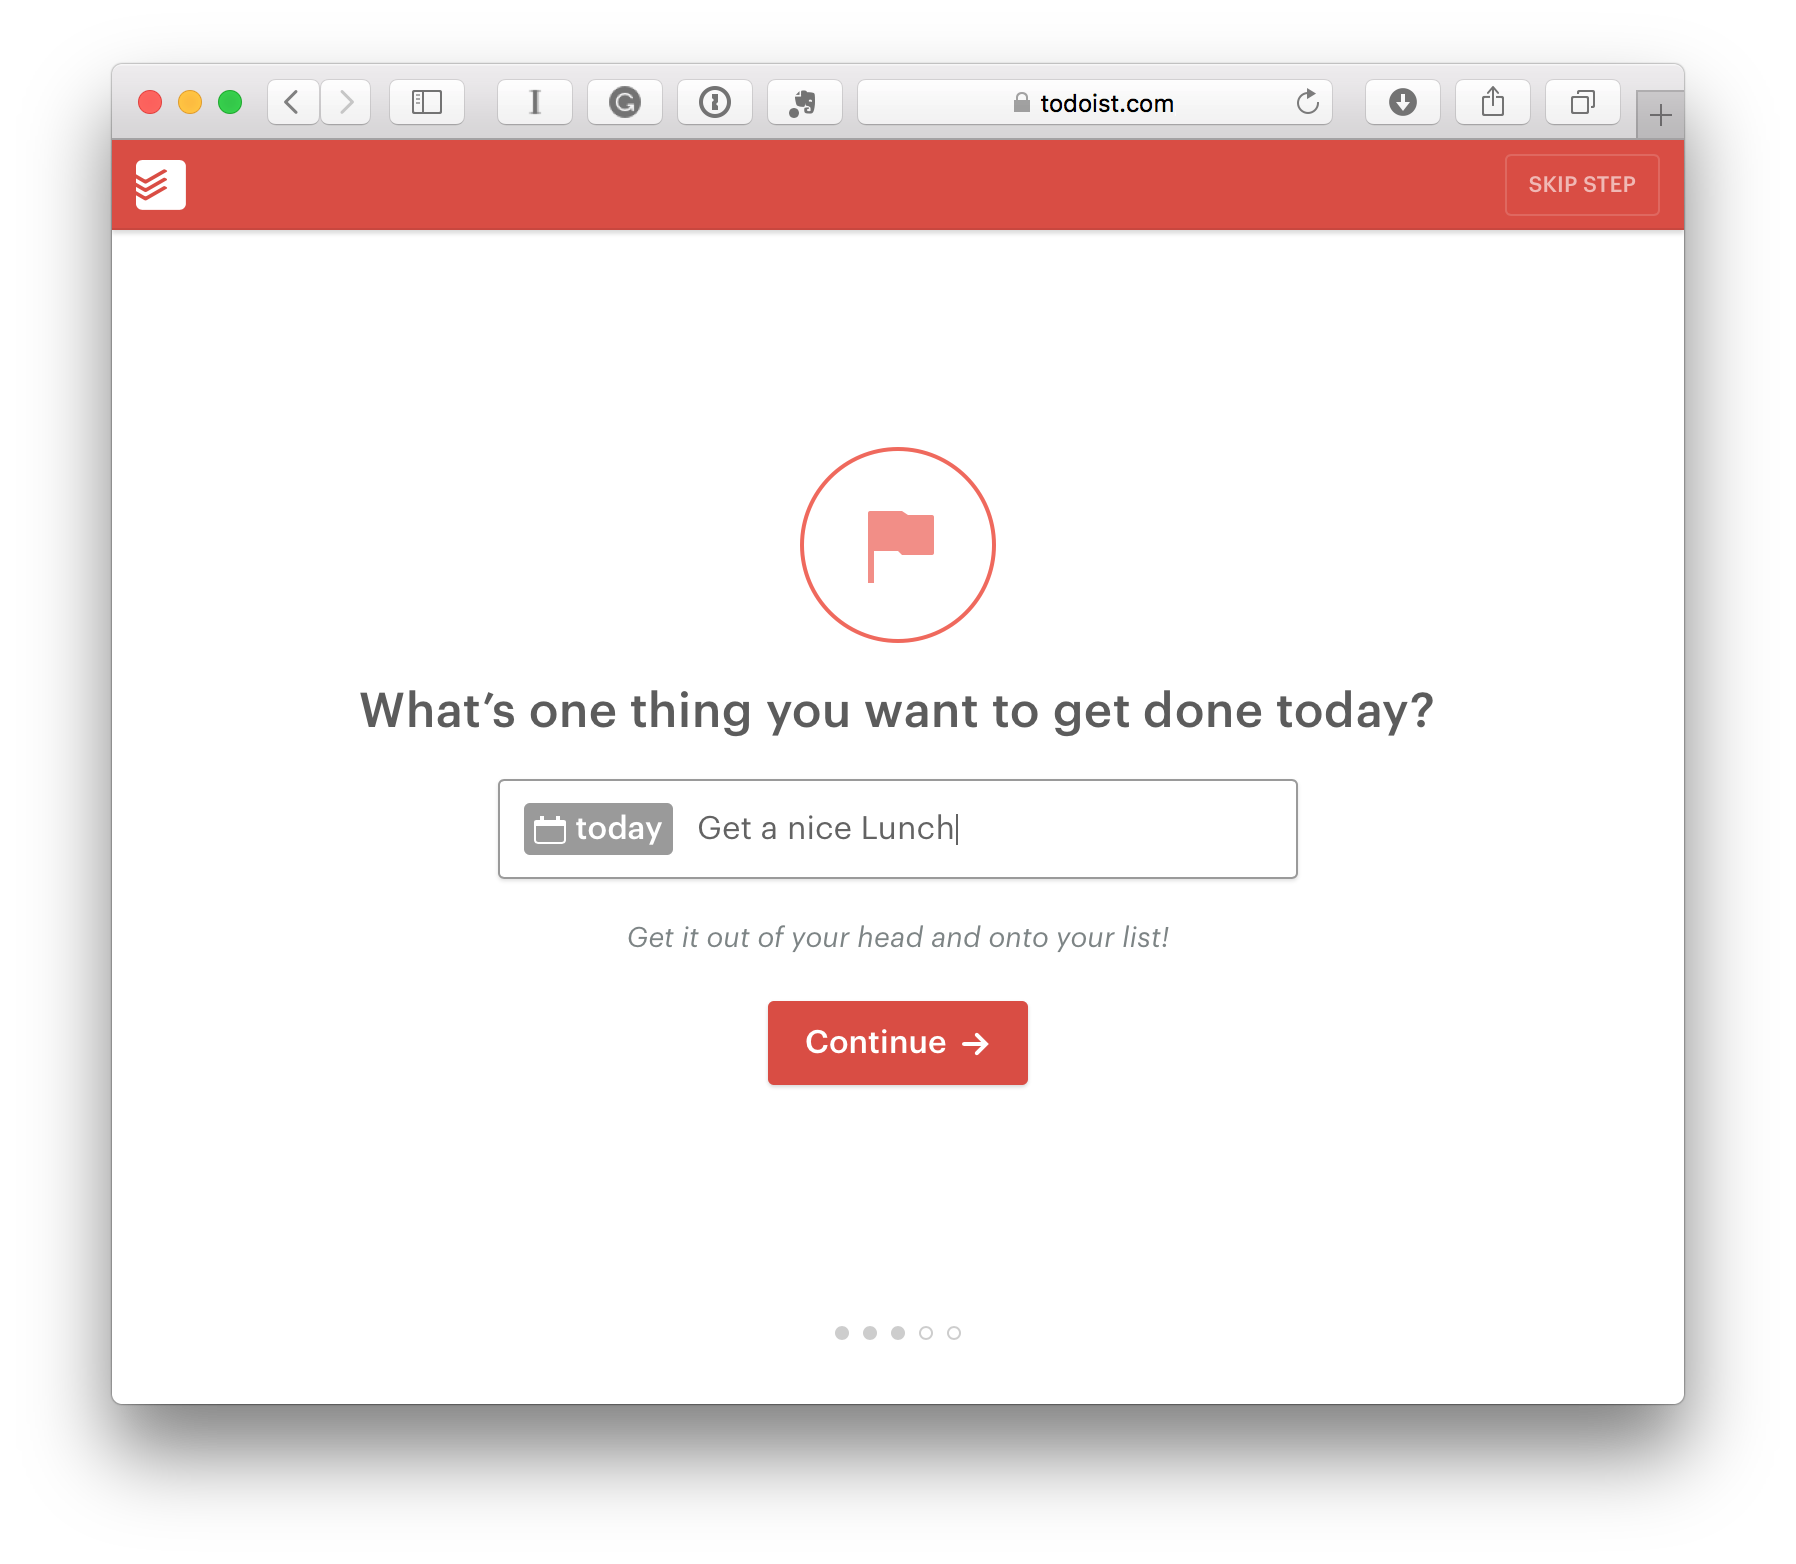 todoist.com
SKIP STEP
What’s one thing you want to get done today?
today Get a nice Lunch
Get it out of your head and onto your list!
Continue →